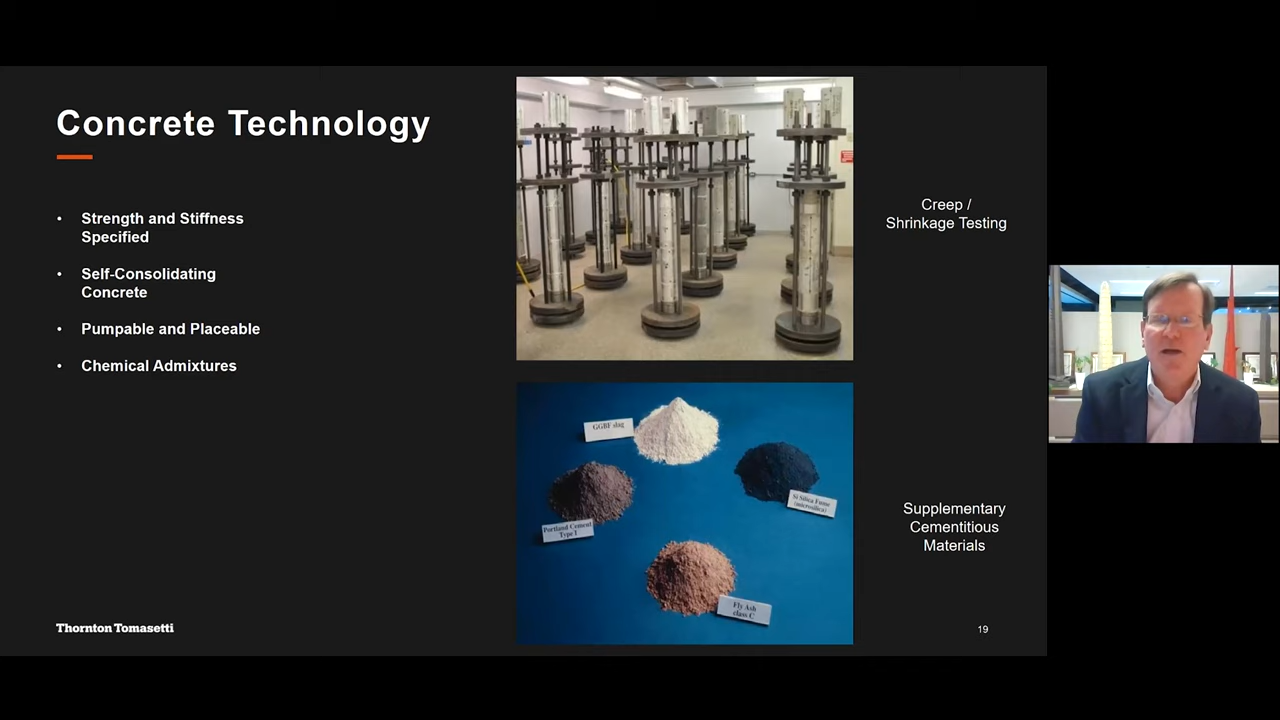 Concrete Technology
• Strength and Stiffness
Specified
• Self-Consolidating
Concrete
• Pumpable and Placeable
• Chemical Admixtures
Creep /
Shrinkage Testing
GGBF slag
Si Silica Fume
(microsilica)
Portland Cement
Type I
Fly Ash
class C
Supplementary
Cementitious
Materials
Thornton Tomasetti
19